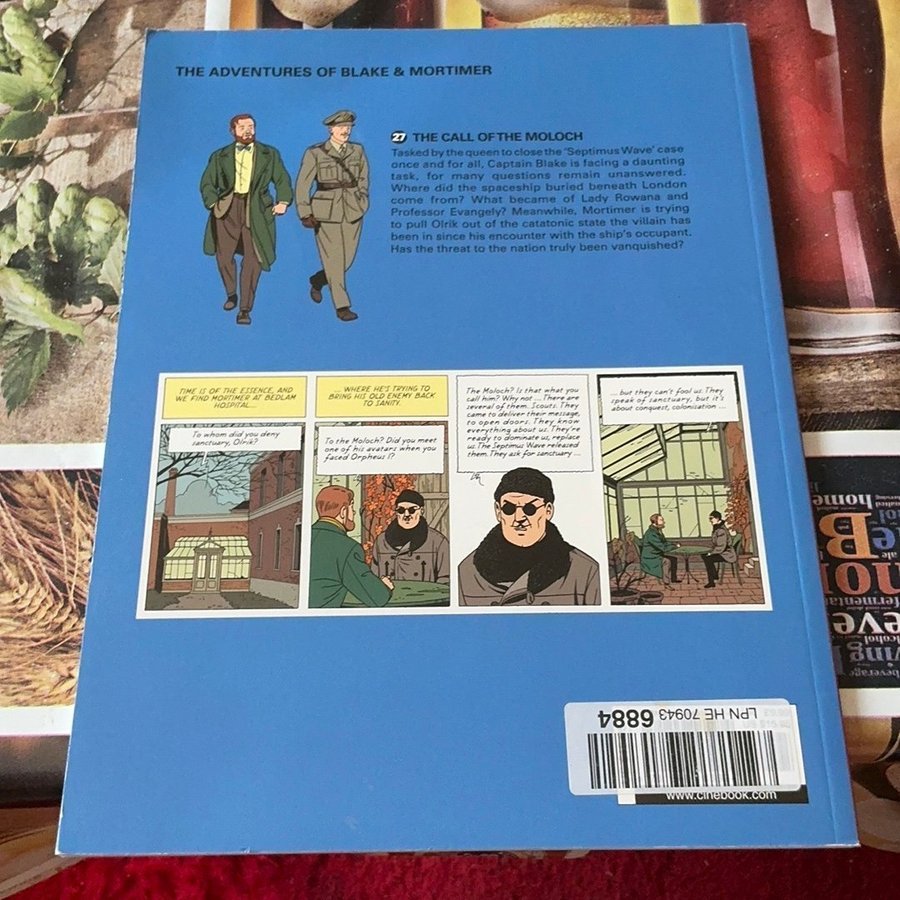 THE ADVENTURES OF BLAKE & MORTIMER
27 THE CALL OF THE MOLOCH
Tasked by the queen to close the 'Septimus Wave' case
once and for all, Captain Blake is facing a daunting
task, for many questions remain unanswered.
Where did the spaceship buried beneath London
come from? What became of Lady Rowana and
Professor Evangely? Meanwhile, Mortimer is trying
to pull Olrik out of the catatonic state the villain has
been in since his encounter with the ship's occupant.
Has the threat to the nation truly been vanquished?
TIME IS OF THE ESSENCE, AND
WE FIND MORTIMER AT BEDLAM
HOSPITAL...
To whom did you deny
sanctuary, Olrik?
... WHERE HE'S TRYING TO
BRING HIS OLD ENEMY BACK
TO SANITY.
To the Moloch? Did you meet
one of his avatars when you
faced Orpheus I?
The Moloch? Is that what you
call him? Why not ... There are
several of them. Scouts. They
came to deliver their message,
to open doors. They know
everything about us. They're
ready to dominate us, replace
us. The Septimus Wave released
them. They ask for sanctuary ...
... but they can't fool us. They
speak of sanctuary, but it's
about conquest, colonisation ...
LPN HE 70943 6884
www.cinebook.com
home
ale
B
beverage
alcohol